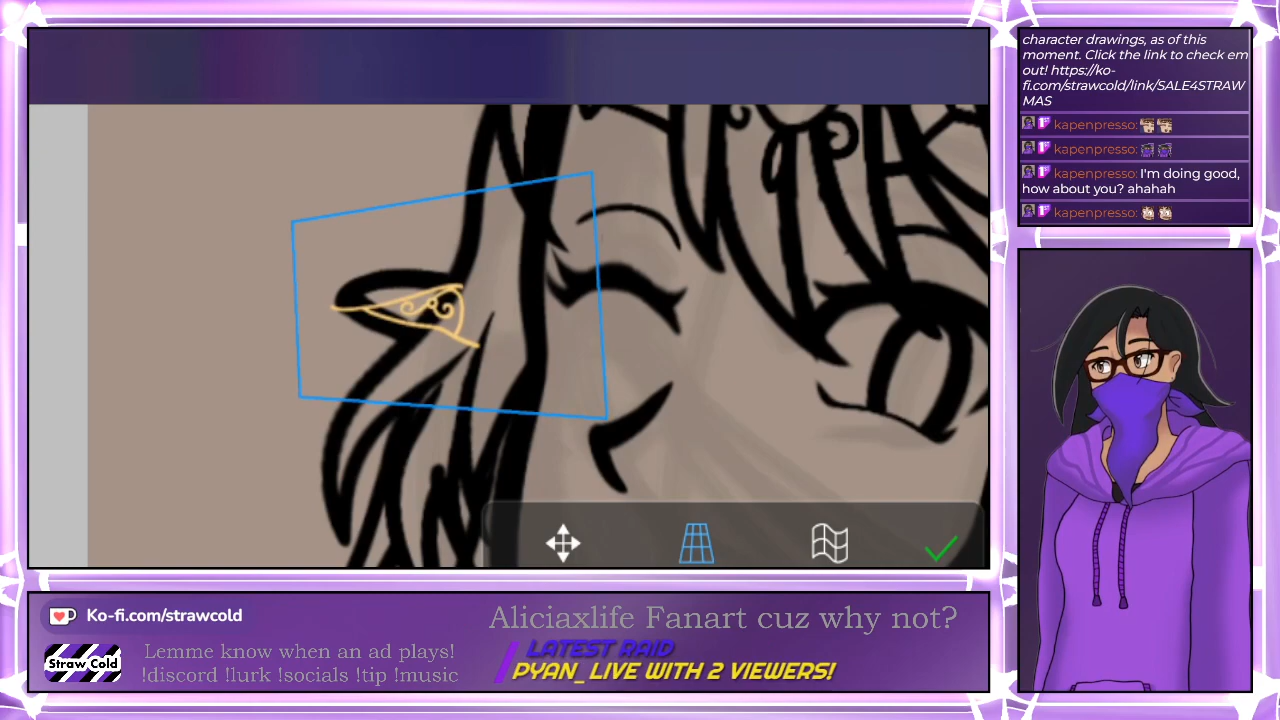 character drawings, as of this
moment. Click the link to check em
out! https://ko-
fi.com/strawcold/link/SALE4STRAW
MAS
kapenpresso:
kapenpresso:
kapenpresso: I'm doing good,
how about you? ahahah
kapenpresso:
Ko-fi.com/strawcold
Straw Cold
Lemme know when an ad plays!
!discord !lurk !socials !tip !music
Aliciaxlife Fanart cuz why not?
LATEST RAID
PYAN_LIVE WITH 2 VIEWERS!